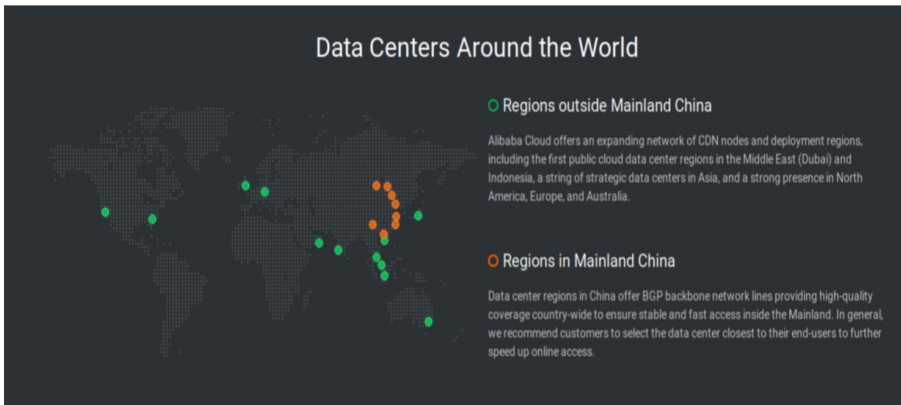 Data Centers Around the World
Regions outside Mainland China
Alibaba Cloud offers an expanding network of CDN nodes and deployment regions,
including the first public cloud data center regions in the Middle East (Dubai) and
Indonesia, a string of strategic data centers in Asia, and a strong presence in North
America, Europe, and Australia.
Regions in Mainland China
Data center regions in China offer BGP backbone network lines providing high-quality
coverage country-wide to ensure stable and fast access inside the Mainland. In general,
we recommend customers to select the data center closest to their end-users to further
speed up online access.